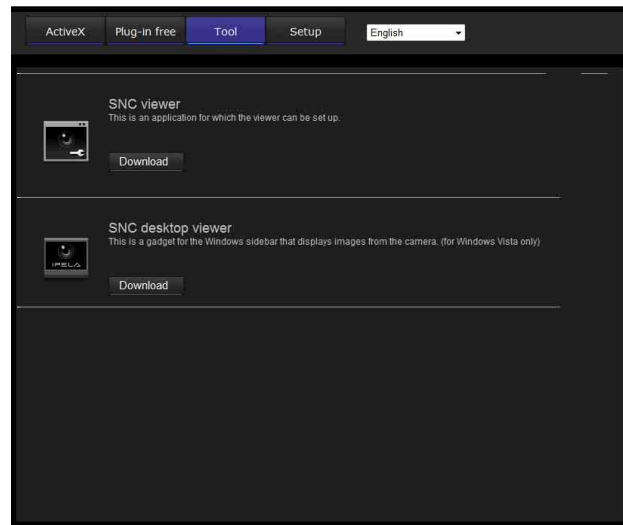 ActiveX Plug-in free Tool Setup English
SNC viewer
This is an application for which the viewer can be set up.
Download
SNC desktop viewer
This is a gadget for the Windows sidebar that displays images from the camera. (for Windows Vista only)
IPELA
Download